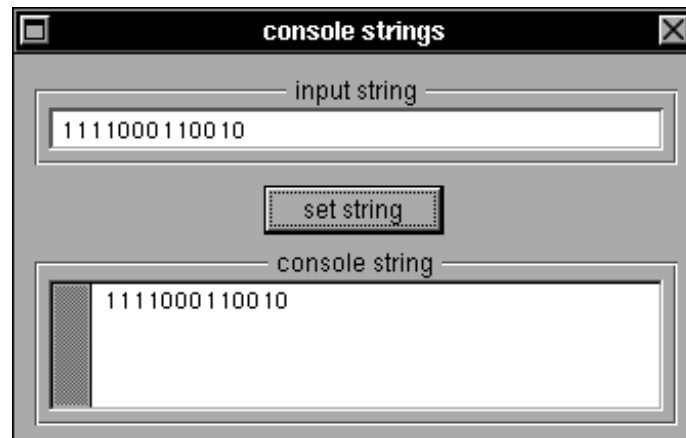 console strings
input string
1111000110010
set string
console string
1111000110010